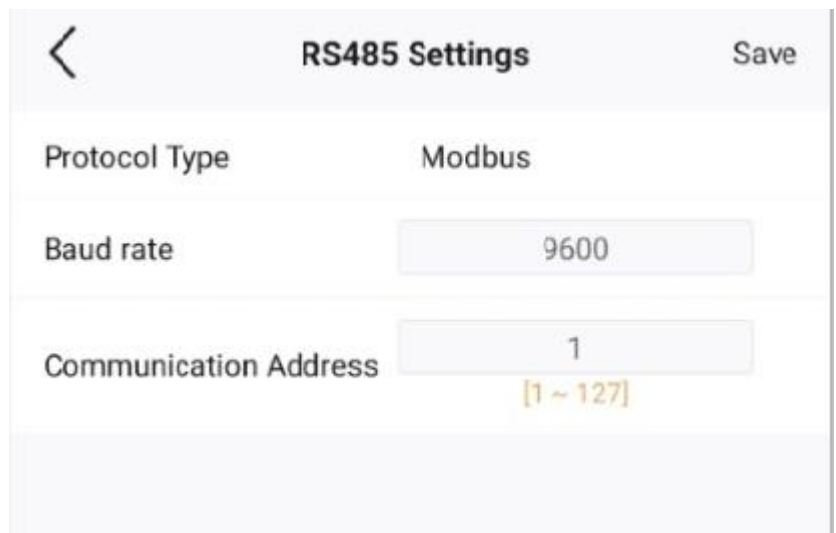 RS485 Settings Save
Protocol Type Modbus
Baud rate 9600
Communication Address 1
[1 ~ 127]